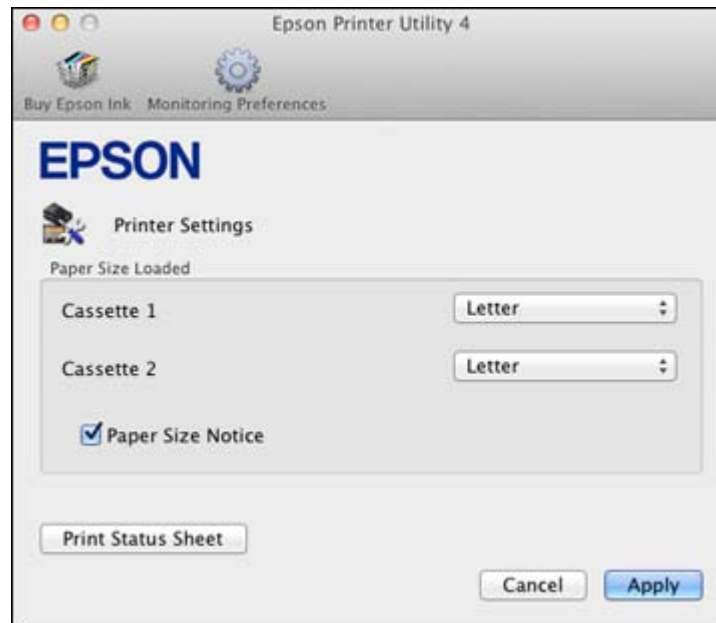 Epson Printer Utility 4
Buy Epson Ink Monitoring Preferences
EPSON
Printer Settings
Paper Size Loaded
Cassette 1 Letter
Cassette 2 Letter
Paper Size Notice
Print Status Sheet
Cancel Apply